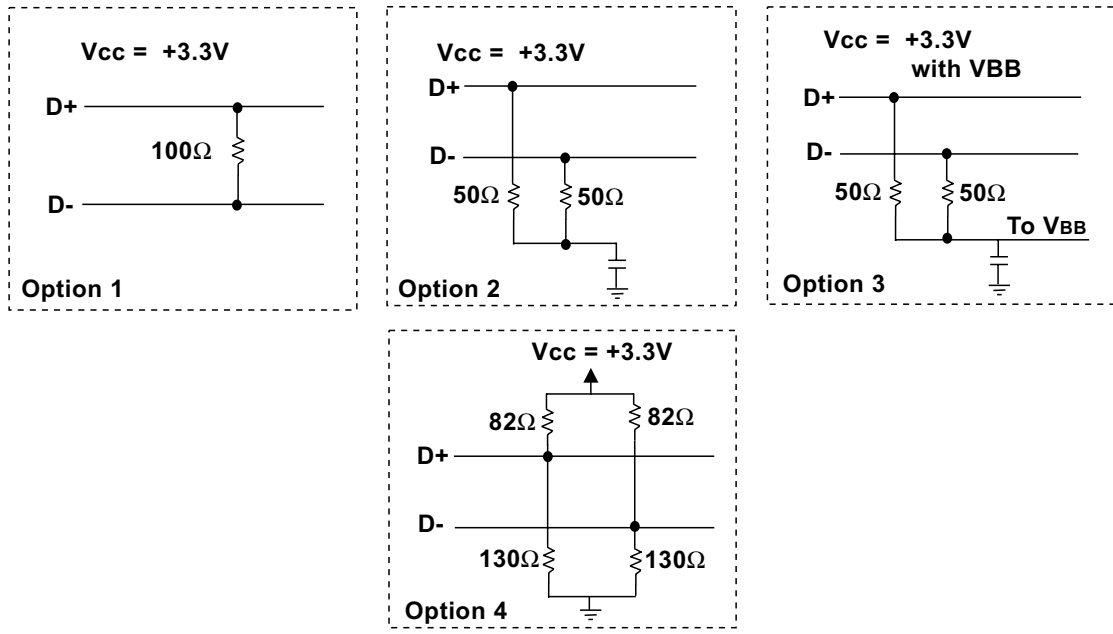 Vcc = +3.3V
D+
100Ω
D-
Option 1
Vcc = +3.3V
D+
D-
50Ω 50Ω
Option 2
Vcc = +3.3V
with VBB
D+
D-
50Ω 50Ω
To VBB
Option 3
Vcc = +3.3V
82Ω 82Ω
D+
D-
130Ω 130Ω
Option 4